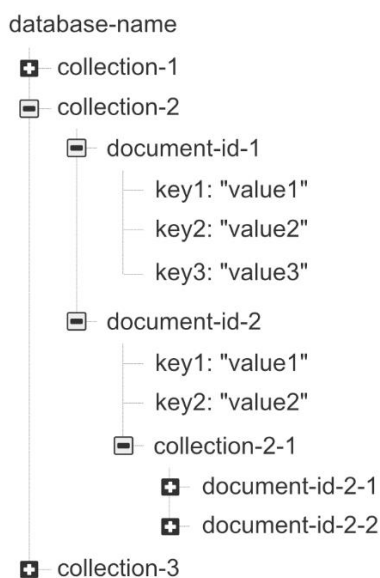 database-name
collection-1
collection-2
document-id-1
key1: "value1"
key2: "value2"
key3: "value3"
document-id-2
key1: "value1"
key2: "value2"
collection-2-1
document-id-2-1
document-id-2-2
collection-3